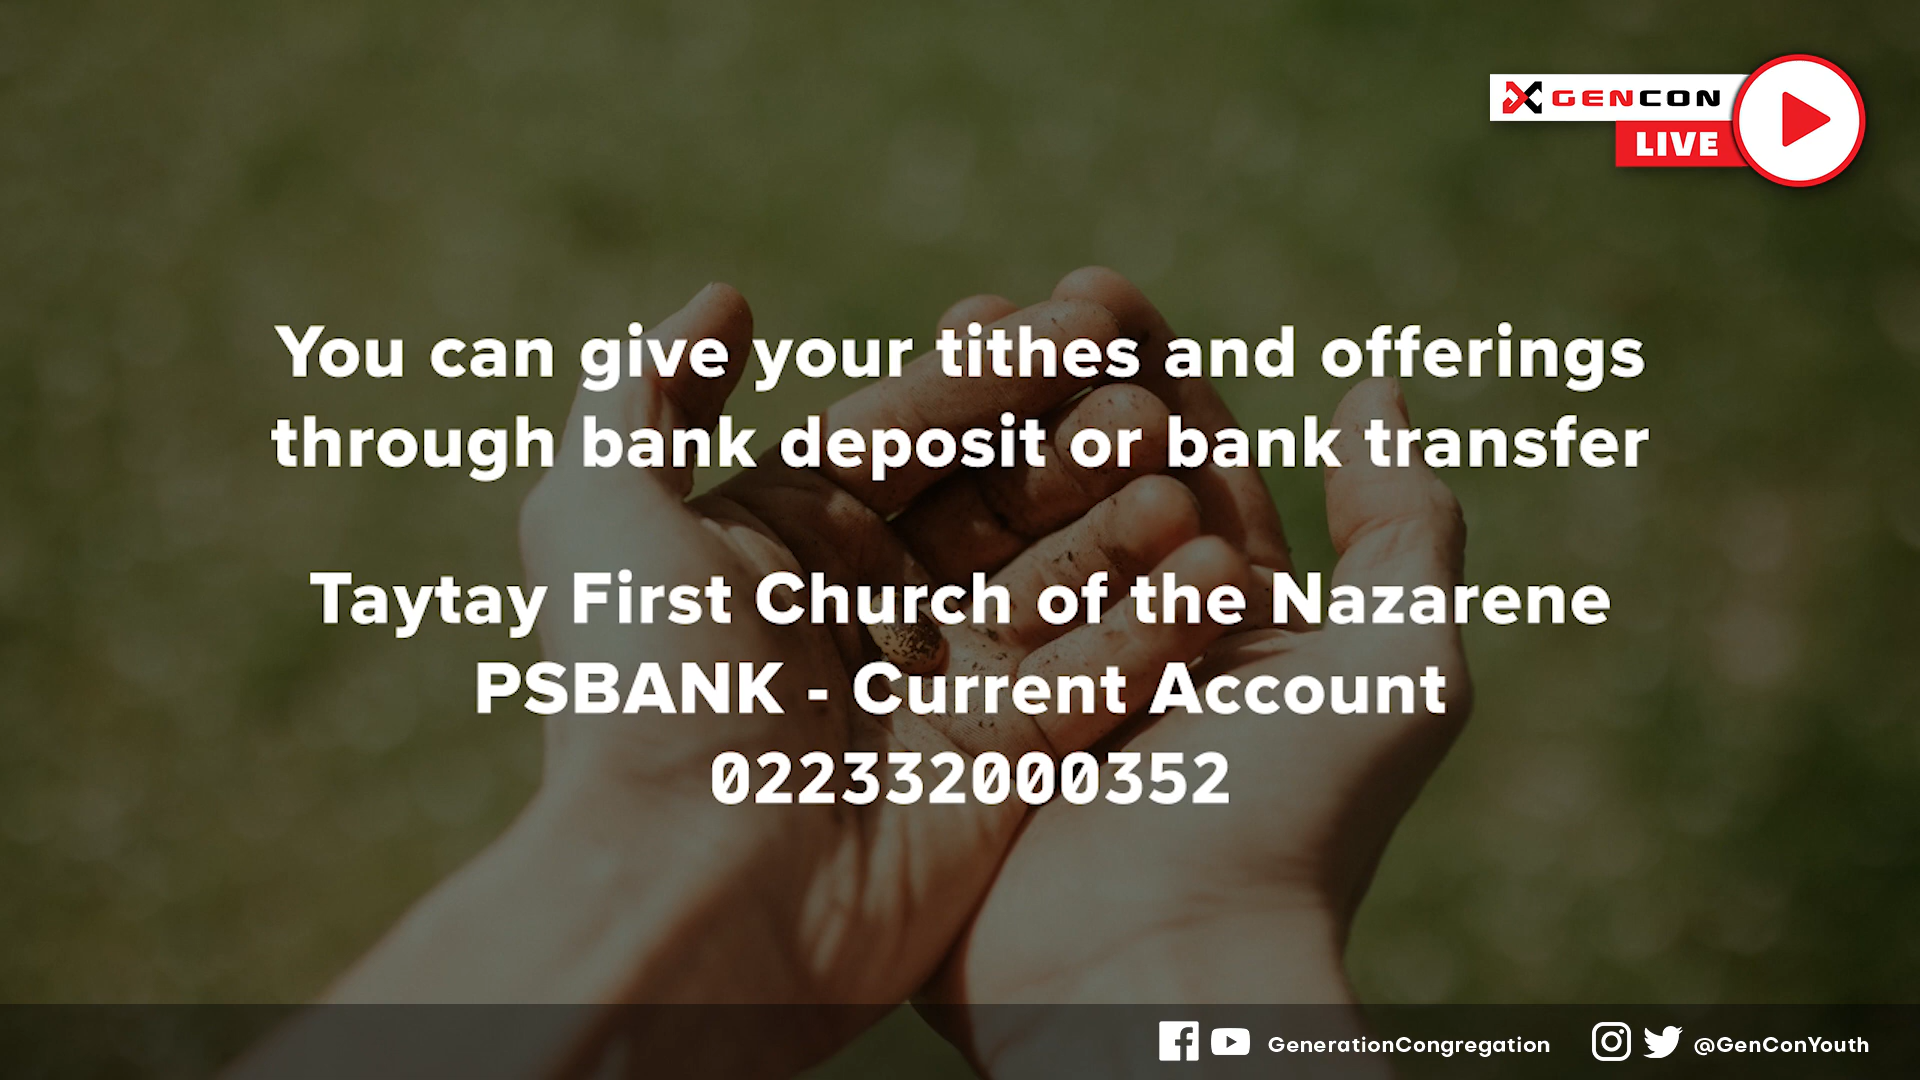 GENCON
LIVE
You can give your tithes and offerings
through bank deposit or bank transfer
Taytay First Church of the Nazarene
PSBANK - Current Account
022332000352
GenerationCongregation
@GenConYouth